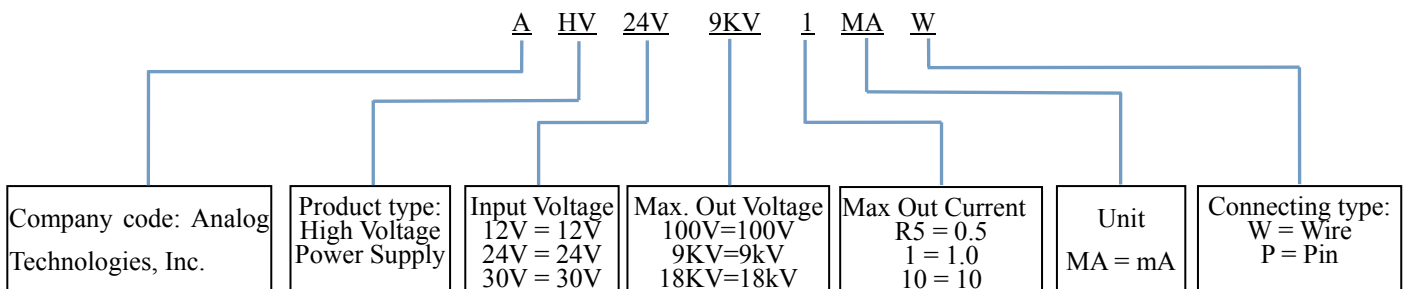 A HV 24V 9KV 1 MA W
Company code: Analog
Technologies, Inc.
Product type:
High Voltage
Power Supply
Input Voltage
12V = 12V
24V = 24V
30V = 30V
Max. Out Voltage
100V=100V
9KV=9kV
18KV=18kV
Max Out Current
R5 = 0.5
1 = 1.0
10 = 10
Unit
MA = mA
Connecting type:
W = Wire
P = Pin